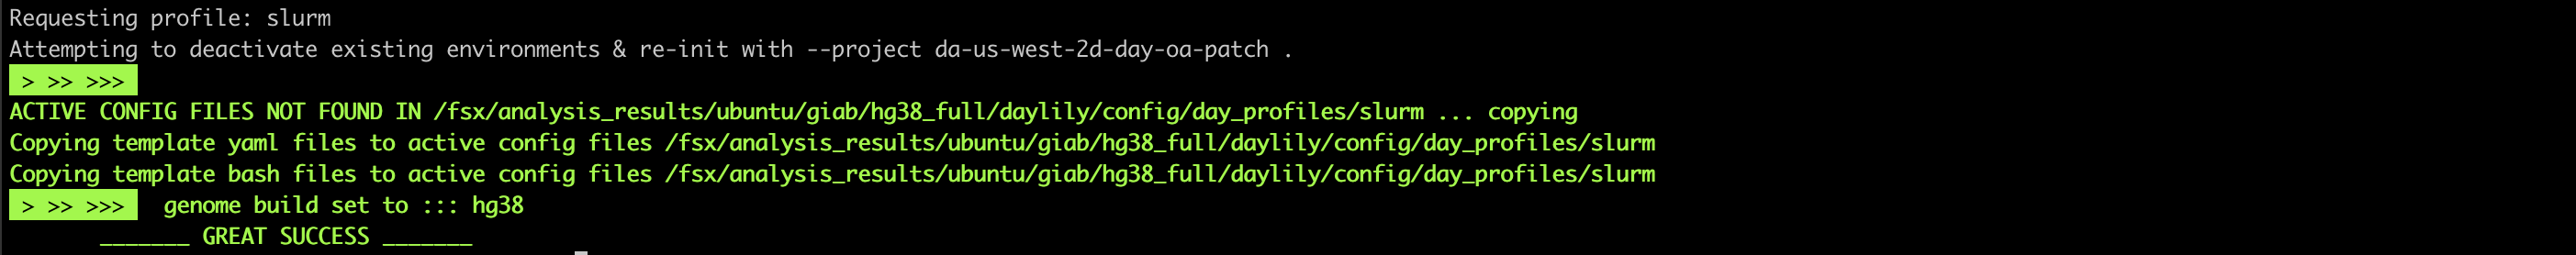 Requesting profile: slurm
Attempting to deactivate existing environments & re-init with --project da-us-west-2d-day-oa-patch .
> >> >>>
ACTIVE CONFIG FILES NOT FOUND IN /fsx/analysis_results/ubuntu/giab/hg38_full/daylily/config/day_profiles/slurm ... copying
Copying template yaml files to active config files /fsx/analysis_results/ubuntu/giab/hg38_full/daylily/config/day_profiles/slurm
Copying template bash files to active config files /fsx/analysis_results/ubuntu/giab/hg38_full/daylily/config/day_profiles/slurm
> >> >>>  genome build set to ::: hg38
_______ GREAT SUCCESS _______